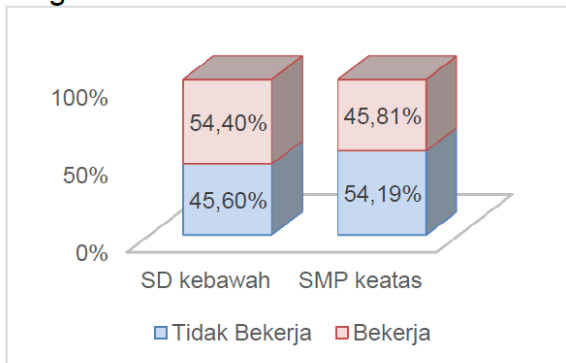 100%
50%
0%
54,40%
45,81%
45,60%
54,19%
SD kebawah
SMP keatas
Tidak Bekerja
Bekerja